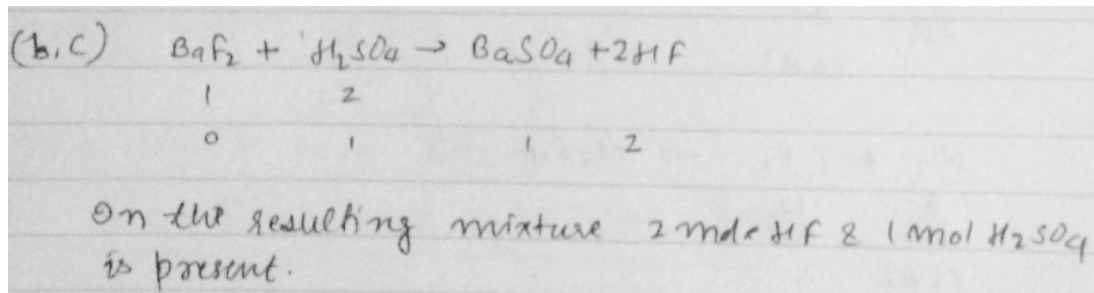 (b,c) BaF₂ + H₂SO₄ → BaSO₄ + 2HF
1 2
0 1 1 2
On the resulting mixture 2 mole HF & 1 mol H₂SO₄
is present.